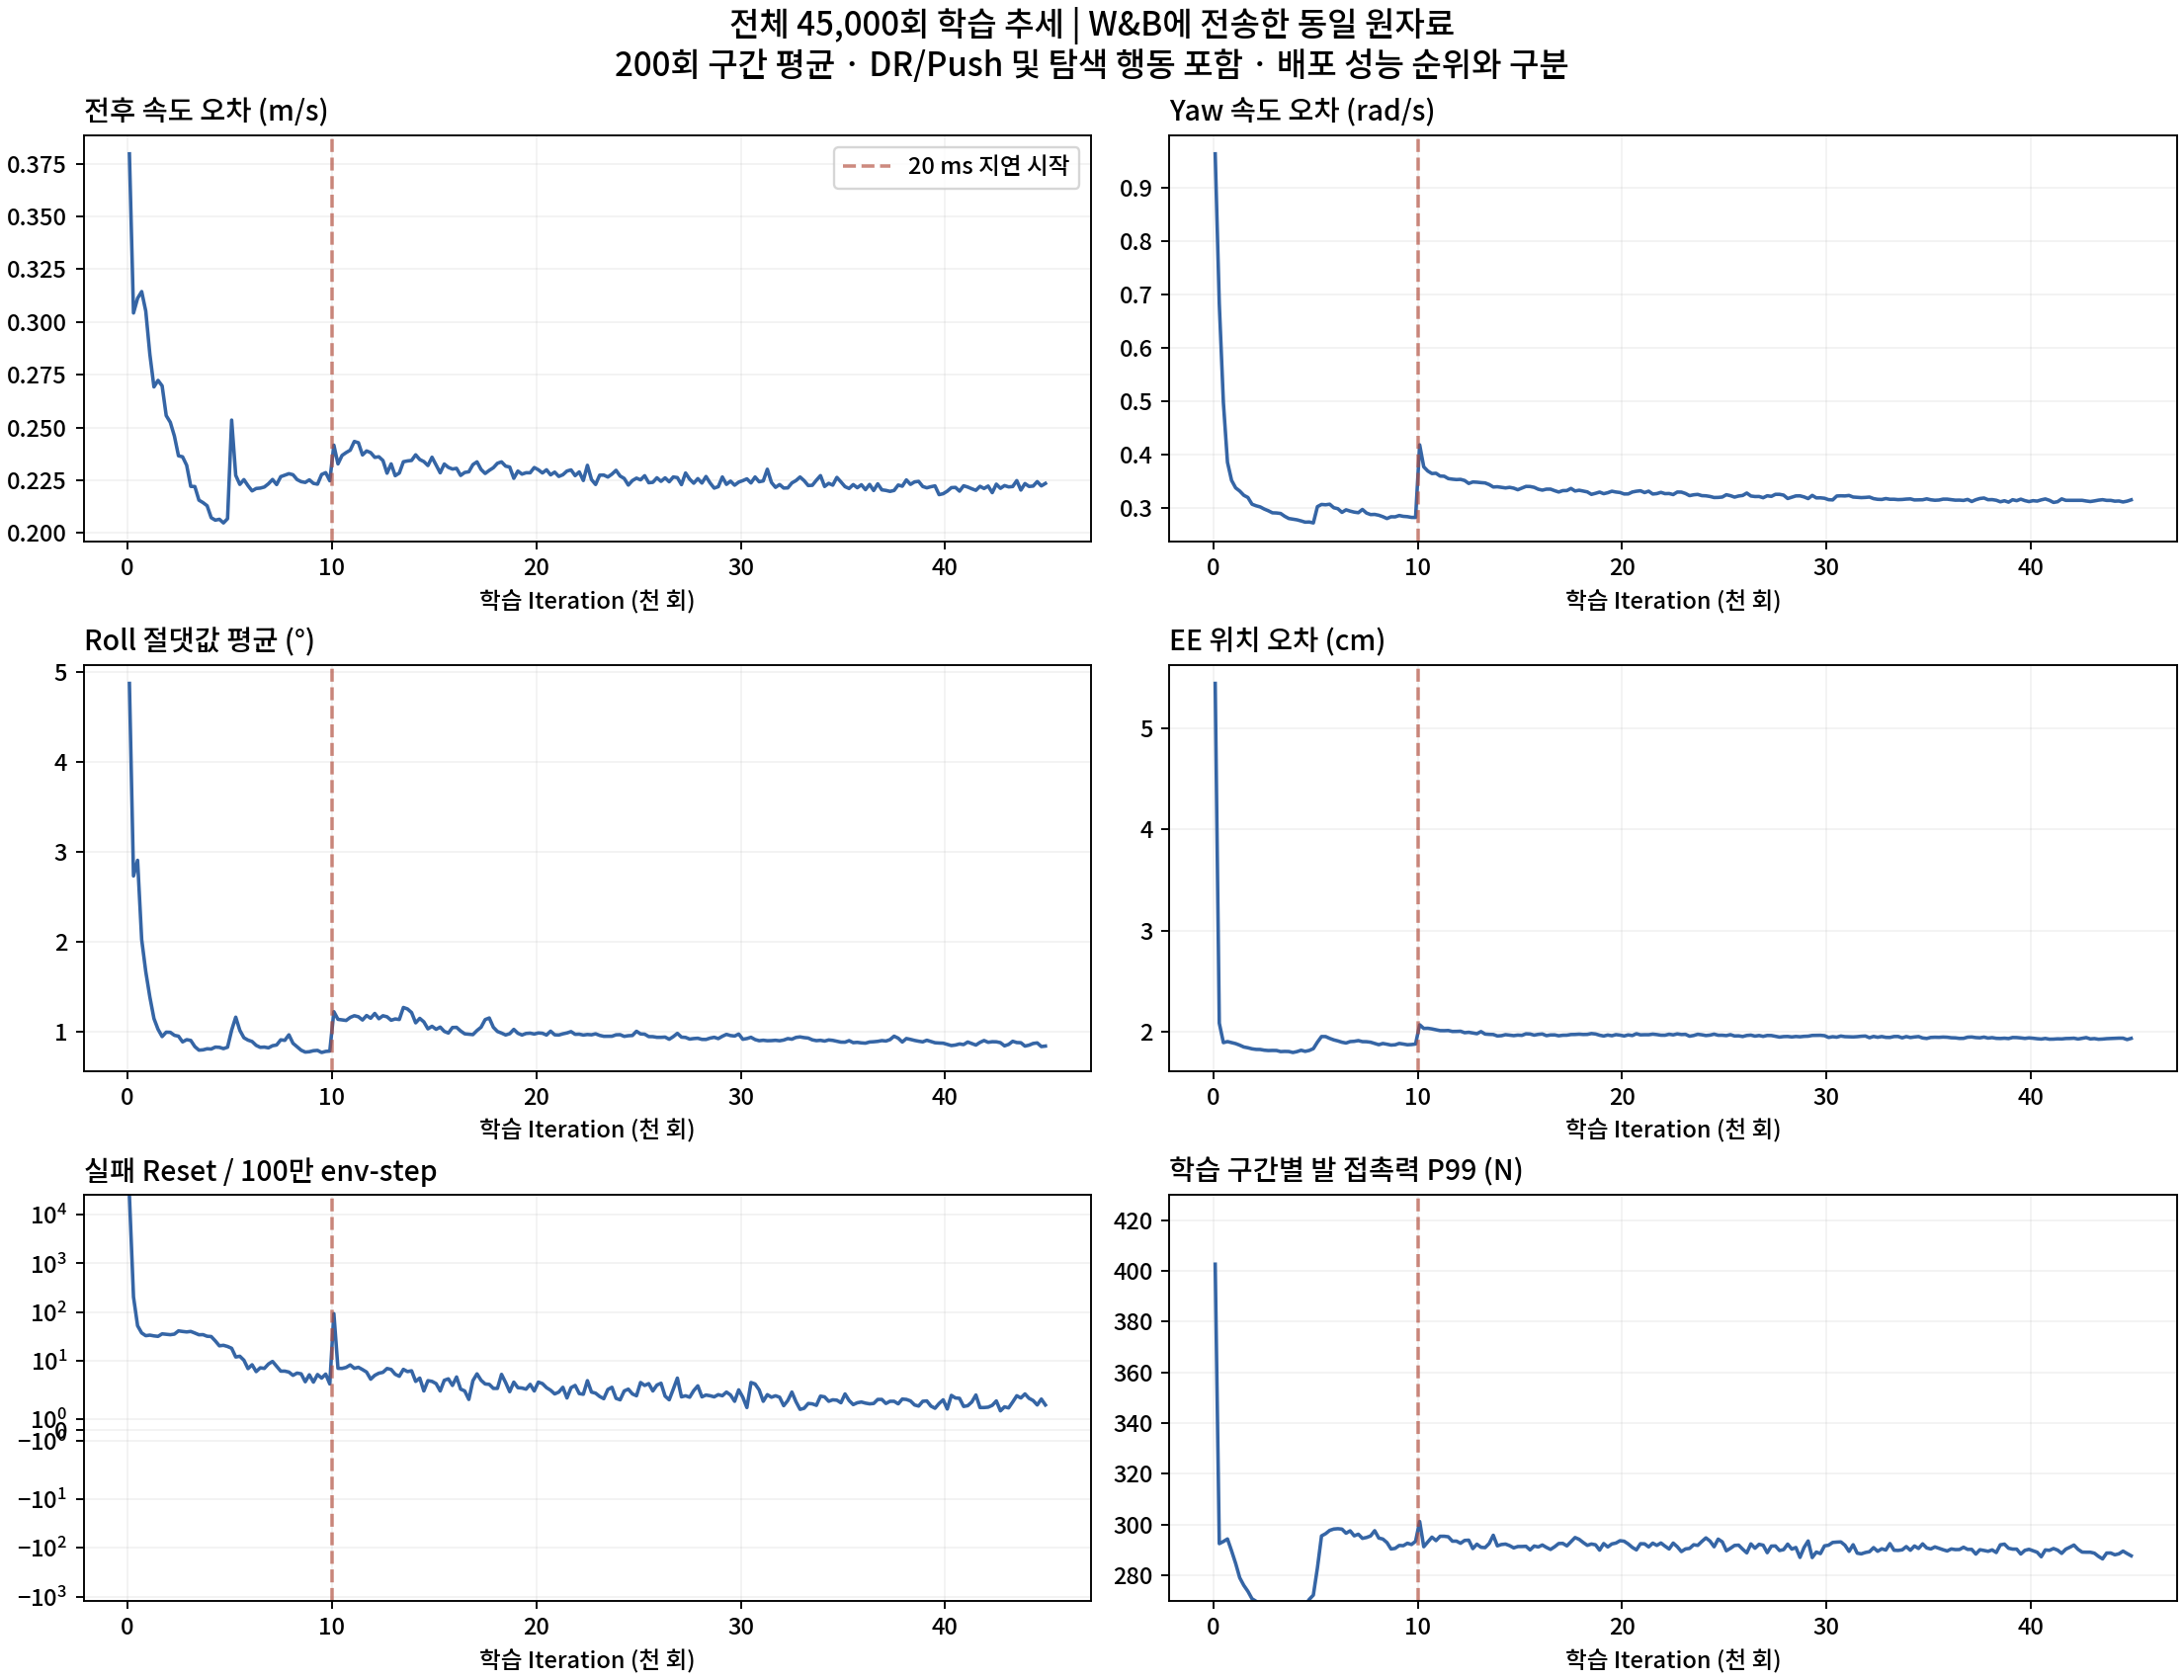 전체 45,000회 학습 추세 | W&B에 전송한 동일 원자료
200회 구간 평균 · DR/Push 및 탐색 행동 포함 · 배포 성능 순위와 구분
전후 속도 오차 (m/s)
20 ms 지연 시작
0.375
0.350
0.325
0.300
0.275
0.250
0.225
0.200
0 10 20 30 40
학습 Iteration (천 회)
Yaw 속도 오차 (rad/s)
0.9
0.8
0.7
0.6
0.5
0.4
0.3
0 10 20 30 40
학습 Iteration (천 회)
Roll 절댓값 평균 (°)
5
4
3
2
1
0 10 20 30 40
학습 Iteration (천 회)
EE 위치 오차 (cm)
5
4
3
2
0 10 20 30 40
학습 Iteration (천 회)
실패 Reset / 100만 env-step
10⁴
10³
10²
10¹
10⁰
0
−10⁰
−10¹
−10²
−10³
0 10 20 30 40
학습 Iteration (천 회)
학습 구간별 발 접촉력 P99 (N)
420
400
380
360
340
320
300
280
0 10 20 30 40
학습 Iteration (천 회)